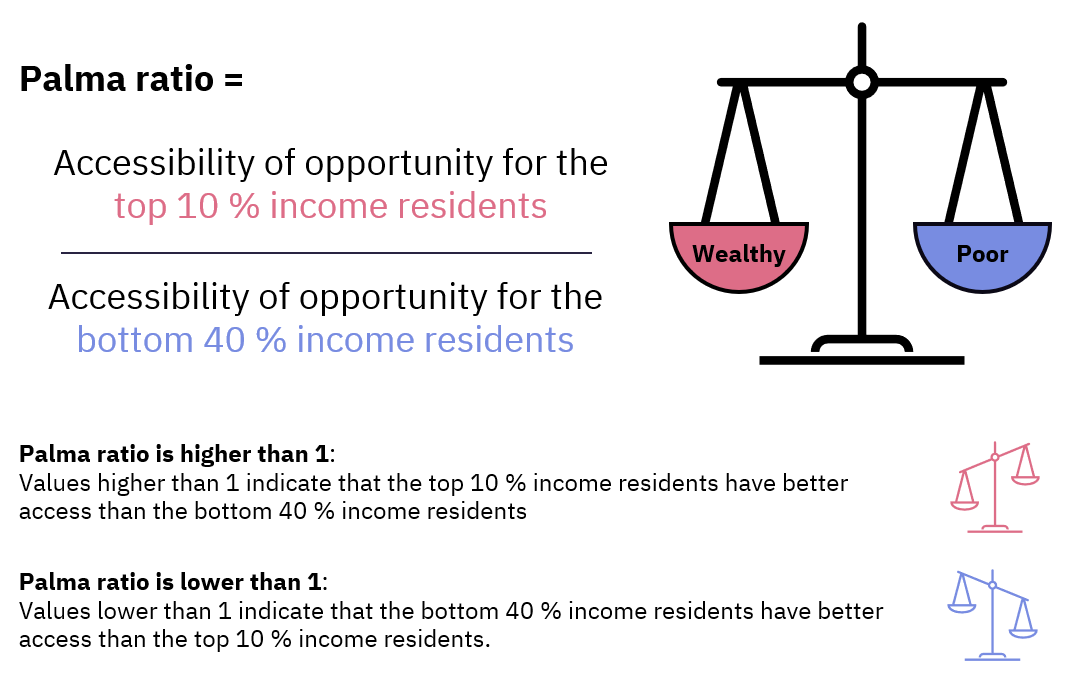 Palma ratio =
Accessibility of opportunity for the
top 10 % income residents
Accessibility of opportunity for the
bottom 40 % income residents
Wealthy
Poor
Palma ratio is higher than 1:
Values higher than 1 indicate that the top 10 % income residents have better
access than the bottom 40 % income residents
Palma ratio is lower than 1:
Values lower than 1 indicate that the bottom 40 % income residents have better
access than the top 10 % income residents.